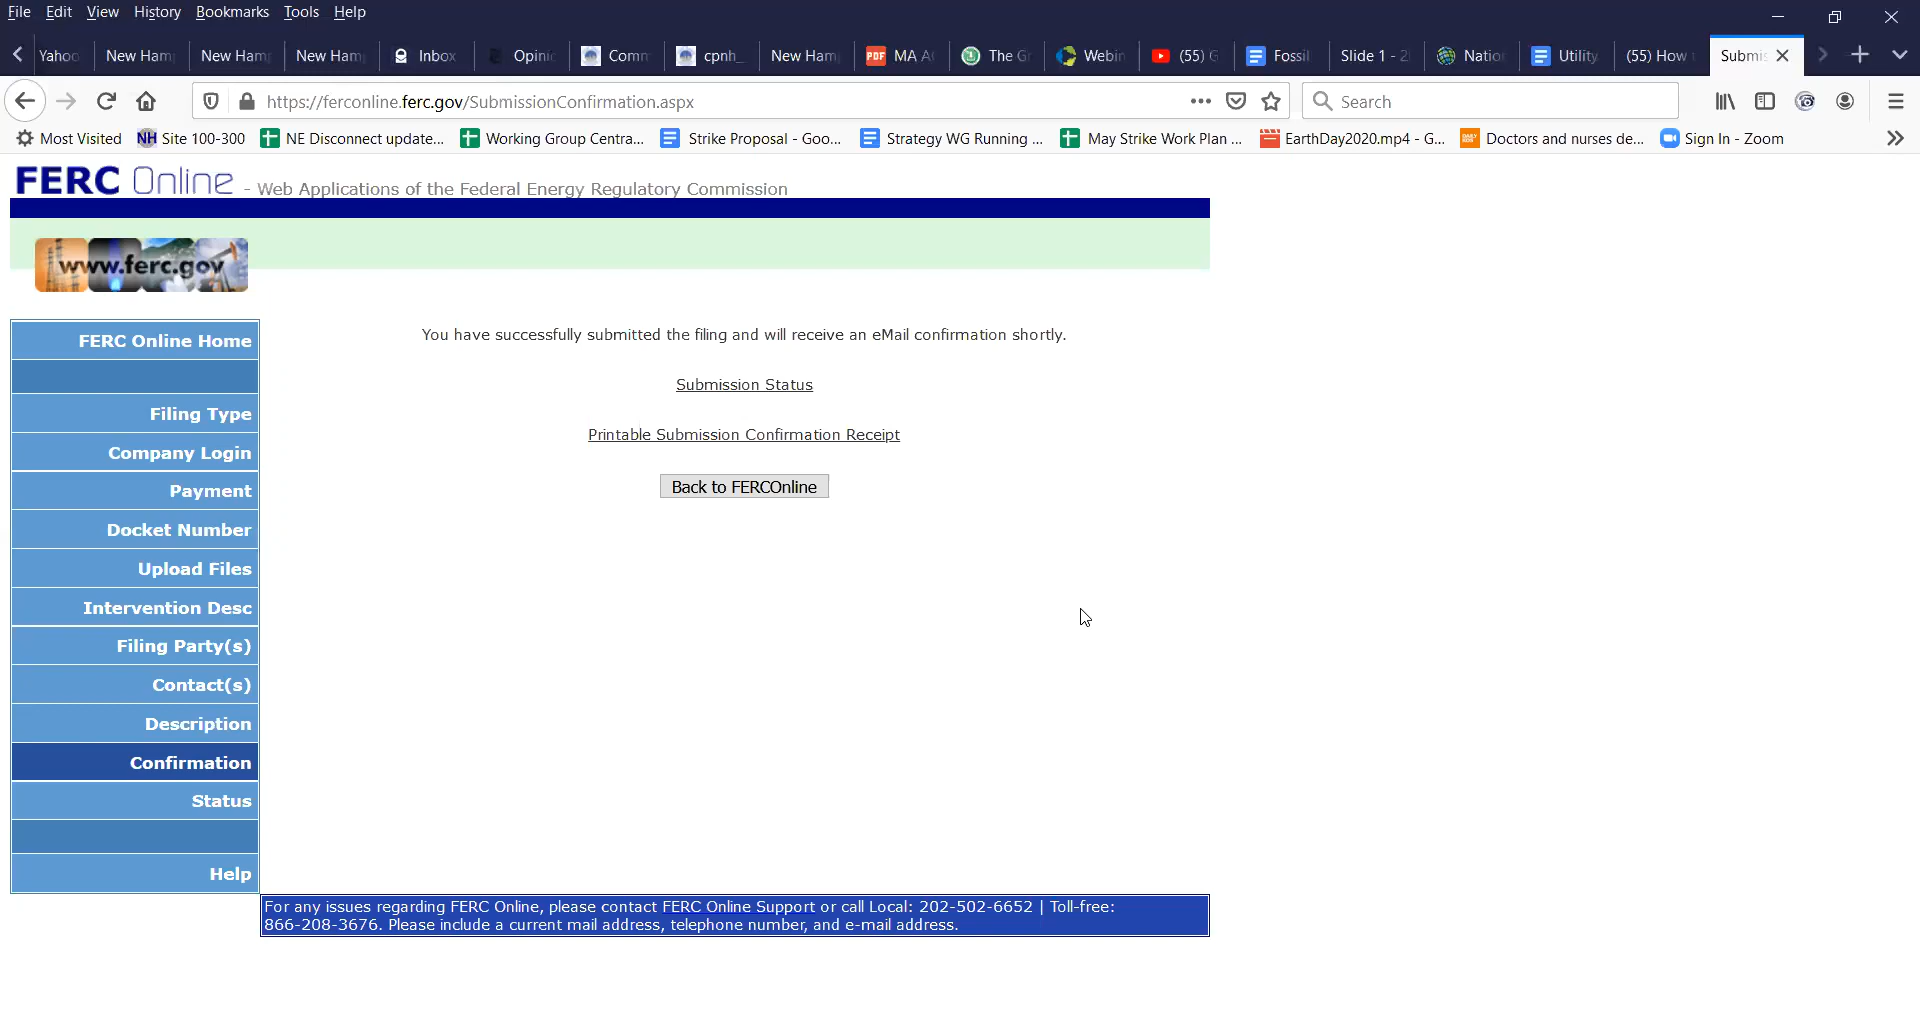 File Edit View History Bookmarks Tools Help
Yahoo New Ham New Ham New Ham Inbox Opini Comm cpnh_ New Ham PDF MA A The G Webin (55) G Fossil Slide 1 - 2 Natio Utility (55) How Submis
https://ferconline.ferc.gov/SubmissionConfirmation.aspx Search
Most Visited NH Site 100-300 NE Disconnect update... Working Group Centra... Strike Proposal - Goo... Strategy WG Running ... May Strike Work Plan ... EarthDay2020.mp4 - G... Doctors and nurses de... Sign In - Zoom
FERC Online - Web Applications of the Federal Energy Regulatory Commission
www.ferc.gov
FERC Online Home
Filing Type
Company Login
Payment
Docket Number
Upload Files
Intervention Desc
Filing Party(s)
Contact(s)
Description
Confirmation
Status
Help
You have successfully submitted the filing and will receive an eMail confirmation shortly.
Submission Status
Printable Submission Confirmation Receipt
Back to FERCOnline
For any issues regarding FERC Online, please contact FERC Online Support or call Local: 202-502-6652 | Toll-free:
866-208-3676. Please include a current mail address, telephone number, and e-mail address.